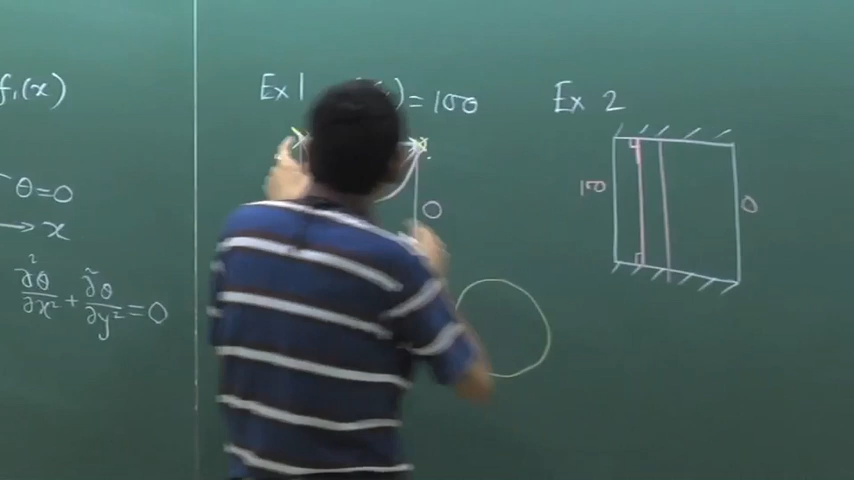 f₁(x)
θ=0
x
∂²θ/∂x² + ∂²θ/∂y² = 0
Ex 1
) = 100
0
Ex 2
100
0